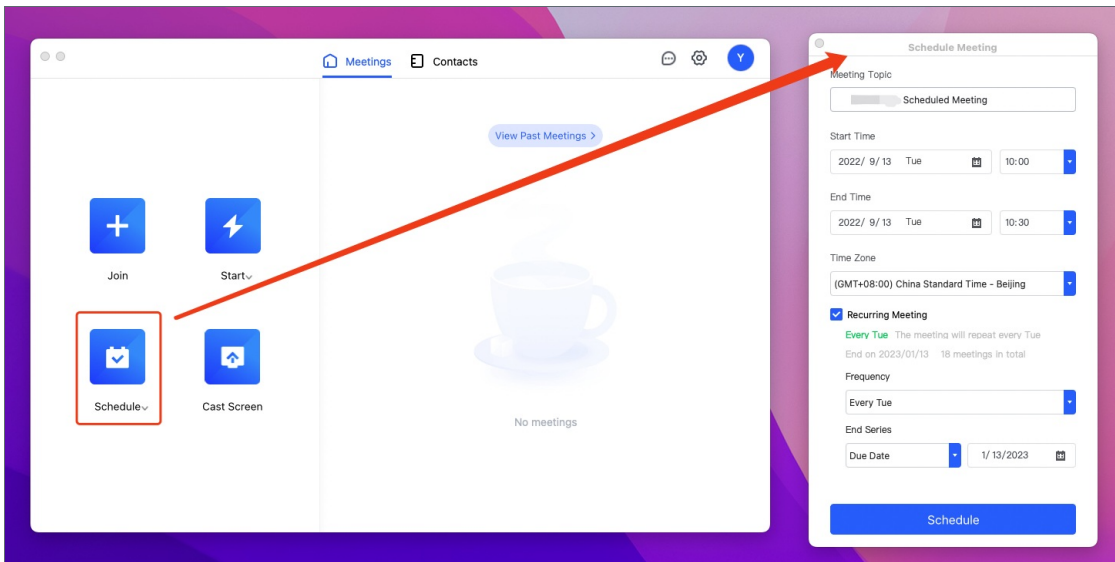 Meetings
Contacts
Y
View Past Meetings >
Join
Start
Schedule
Cast Screen
No meetings
Schedule Meeting
Meeting Topic
Scheduled Meeting
Start Time
2022/ 9/ 13 Tue 10:00
End Time
2022/ 9/ 13 Tue 10:30
Time Zone
(GMT+08:00) China Standard Time - Beijing
Recurring Meeting
Every Tue The meeting will repeat every Tue
End on 2023/01/13 18 meetings in total
Frequency
Every Tue
End Series
Due Date 1/ 13/2023
Schedule